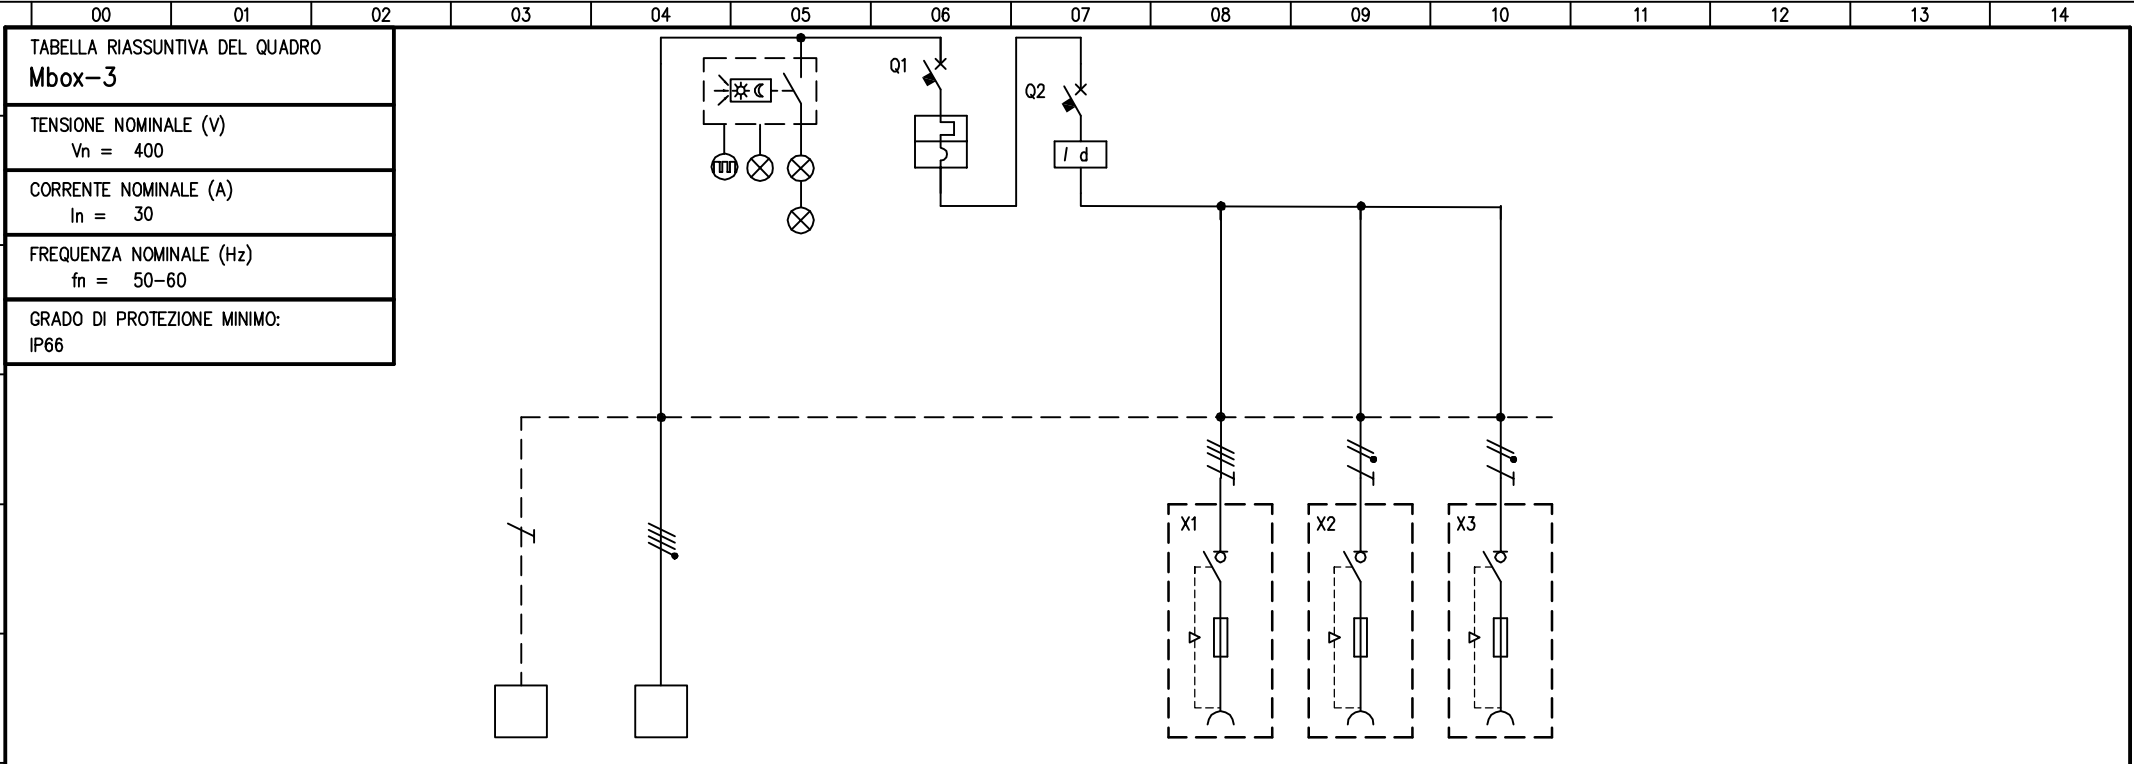 00 01 02 03 04 05 06 07 08 09 10 11 12 13 14
TABELLA RIASSUNTIVA DEL QUADRO
Mbox-3
TENSIONE NOMINALE (V)
Vn = 400
CORRENTE NOMINALE (A)
In = 30
FREQUENZA NOMINALE (Hz)
fn = 50-60
GRADO DI PROTEZIONE MINIMO:
IP66
Q1
Q2
I d
X1
X2
X3